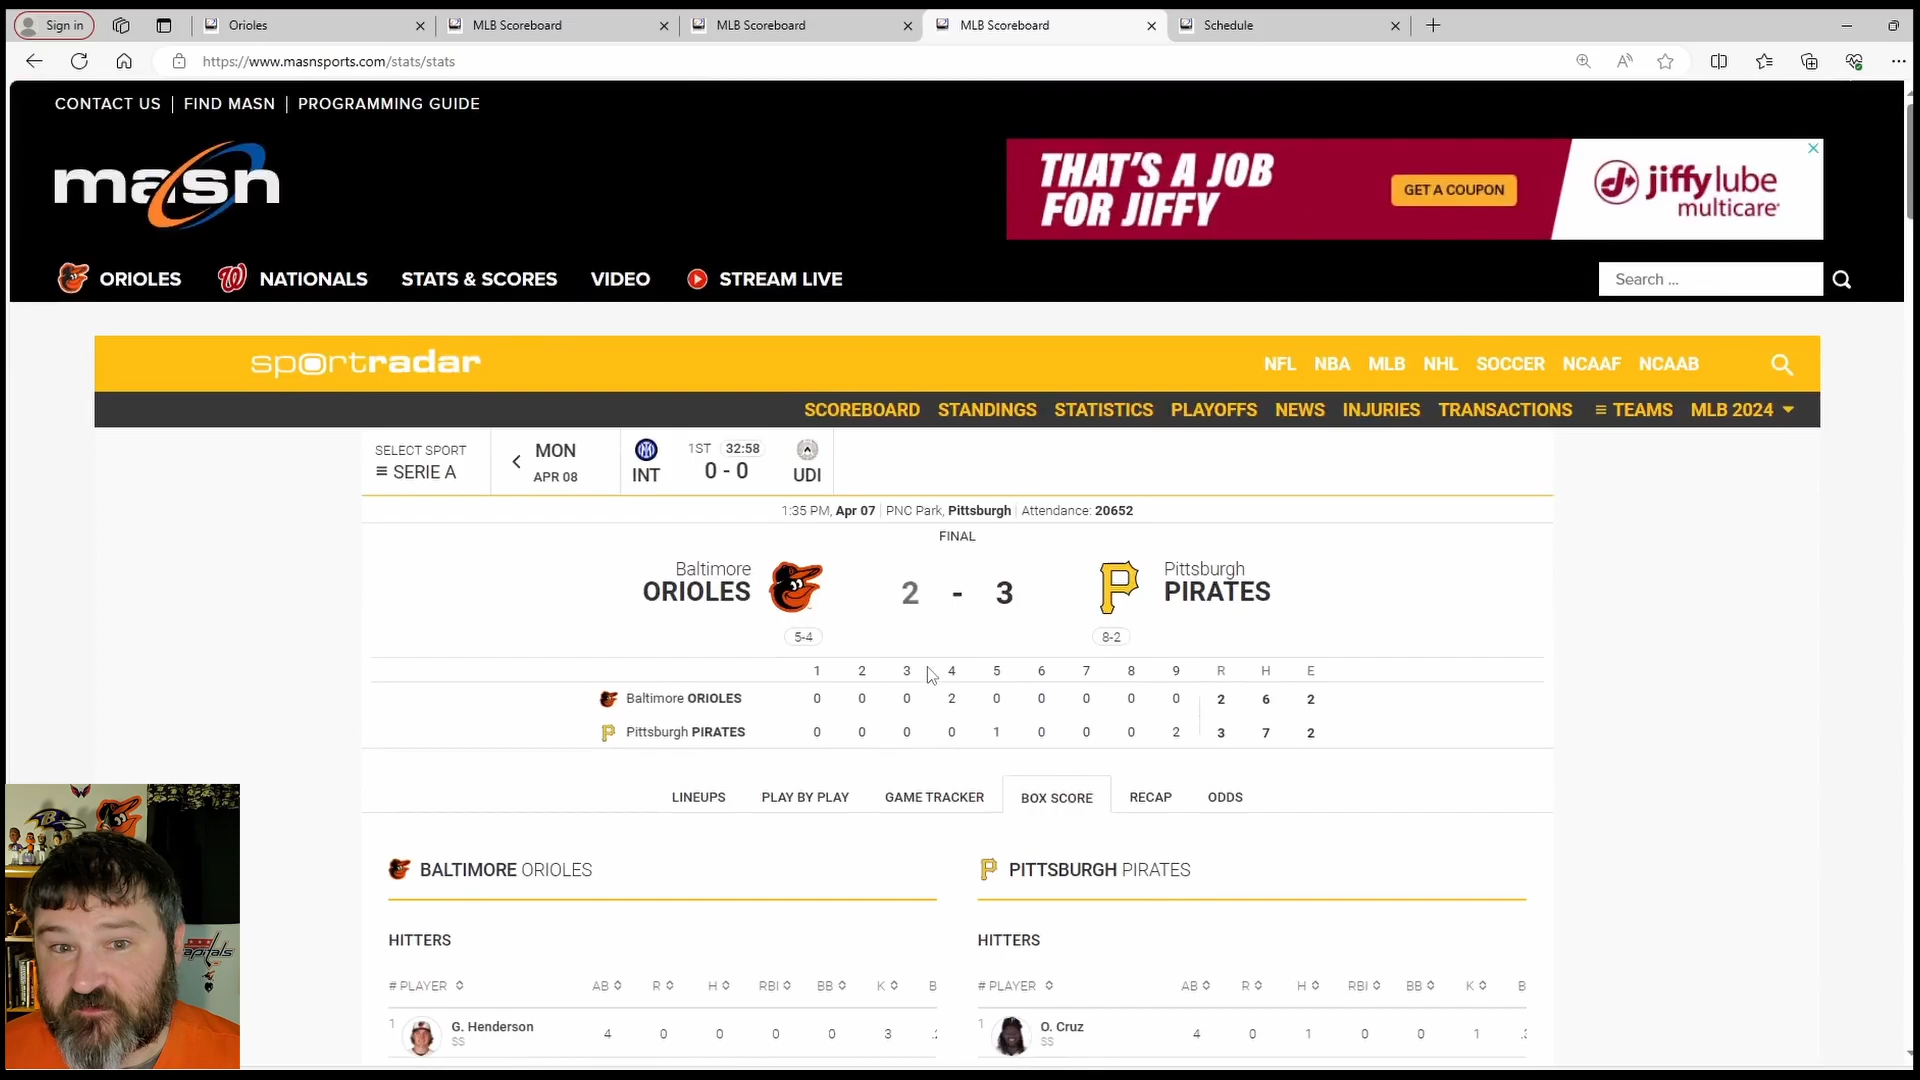 Sign in
Orioles
MLB Scoreboard
MLB Scoreboard
MLB Scoreboard
Schedule
https://www.masnsports.com/stats/stats
CONTACT US | FIND MASN | PROGRAMMING GUIDE
masn
THAT'S A JOB
FOR JIFFY
GET A COUPON
jiffylube
multicare
ORIOLES
NATIONALS
STATS & SCORES
VIDEO
STREAM LIVE
Search ...
sportradar
NFL NBA MLB NHL SOCCER NCAAF NCAAB
SCOREBOARD STANDINGS STATISTICS PLAYOFFS NEWS INJURIES TRANSACTIONS TEAMS MLB 2024
SELECT SPORT
SERIE A
MON
APR 08
INT
1ST 32:58
0 - 0
UDI
1:35 PM, Apr 07 | PNC Park, Pittsburgh | Attendance: 20652
FINAL
Baltimore
ORIOLES
2 - 3
Pittsburgh
PIRATES
5-4
8-2
1 2 3 4 5 6 7 8 9 R H E
Baltimore ORIOLES 0 0 0 2 0 0 0 0 0 2 6 2
Pittsburgh PIRATES 0 0 0 0 1 0 0 0 2 3 7 2
LINEUPS PLAY BY PLAY GAME TRACKER BOX SCORE RECAP ODDS
BALTIMORE ORIOLES
HITTERS
# PLAYER AB R H RBI BB K B
1 G. Henderson 4 0 0 0 0 3
SS
PITTSBURGH PIRATES
HITTERS
# PLAYER AB R H RBI BB K B
1 O. Cruz 4 0 1 0 0 1
SS